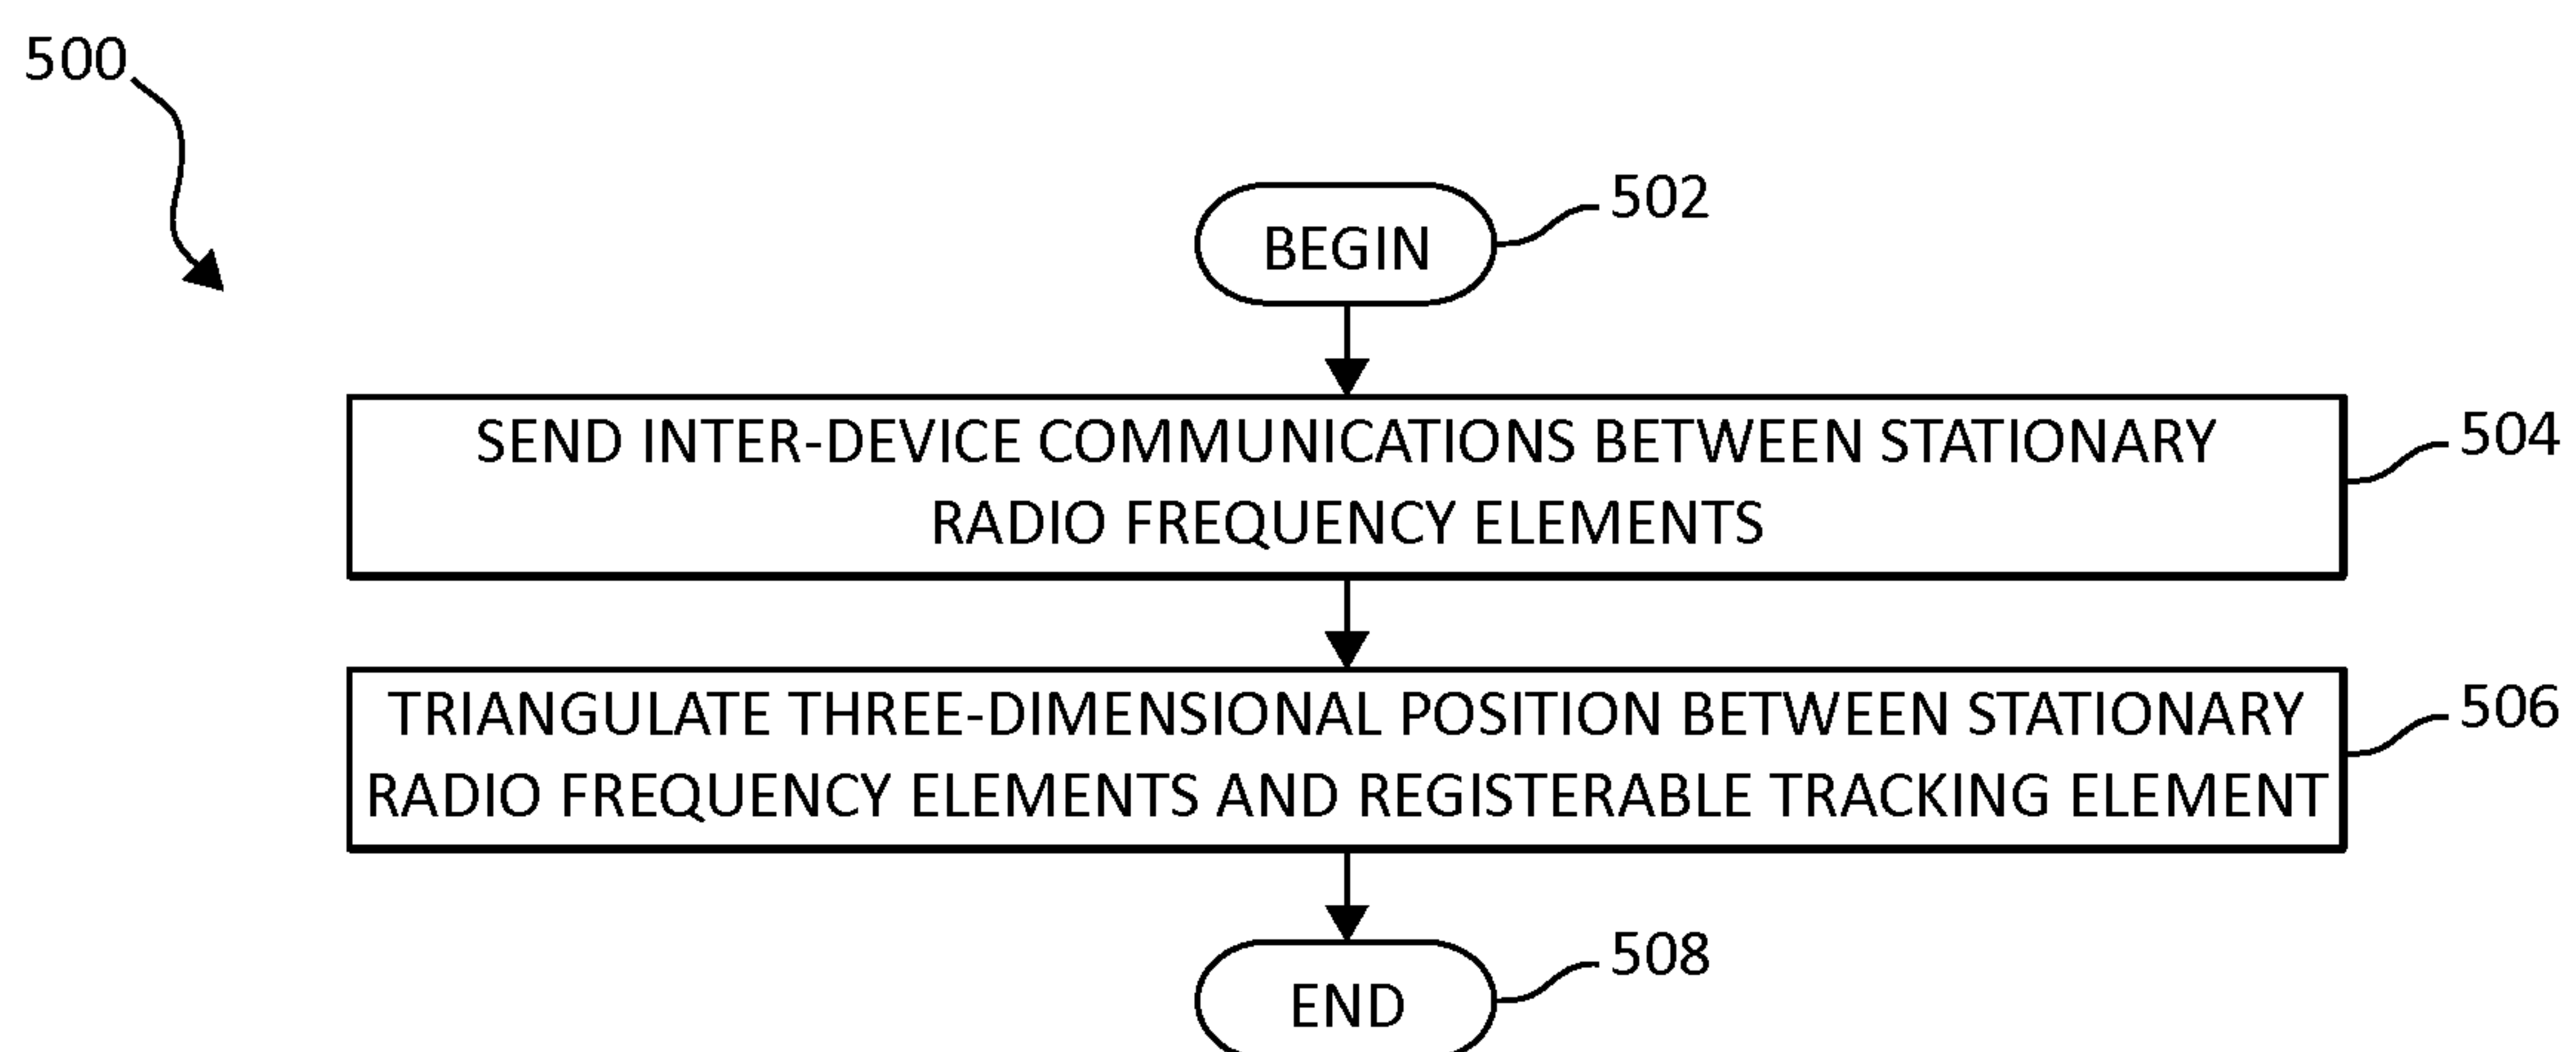 500
502
BEGIN
SEND INTER-DEVICE COMMUNICATIONS BETWEEN STATIONARY
RADIO FREQUENCY ELEMENTS
504
TRIANGULATE THREE-DIMENSIONAL POSITION BETWEEN STATIONARY
RADIO FREQUENCY ELEMENTS AND REGISTERABLE TRACKING ELEMENT
506
508
END